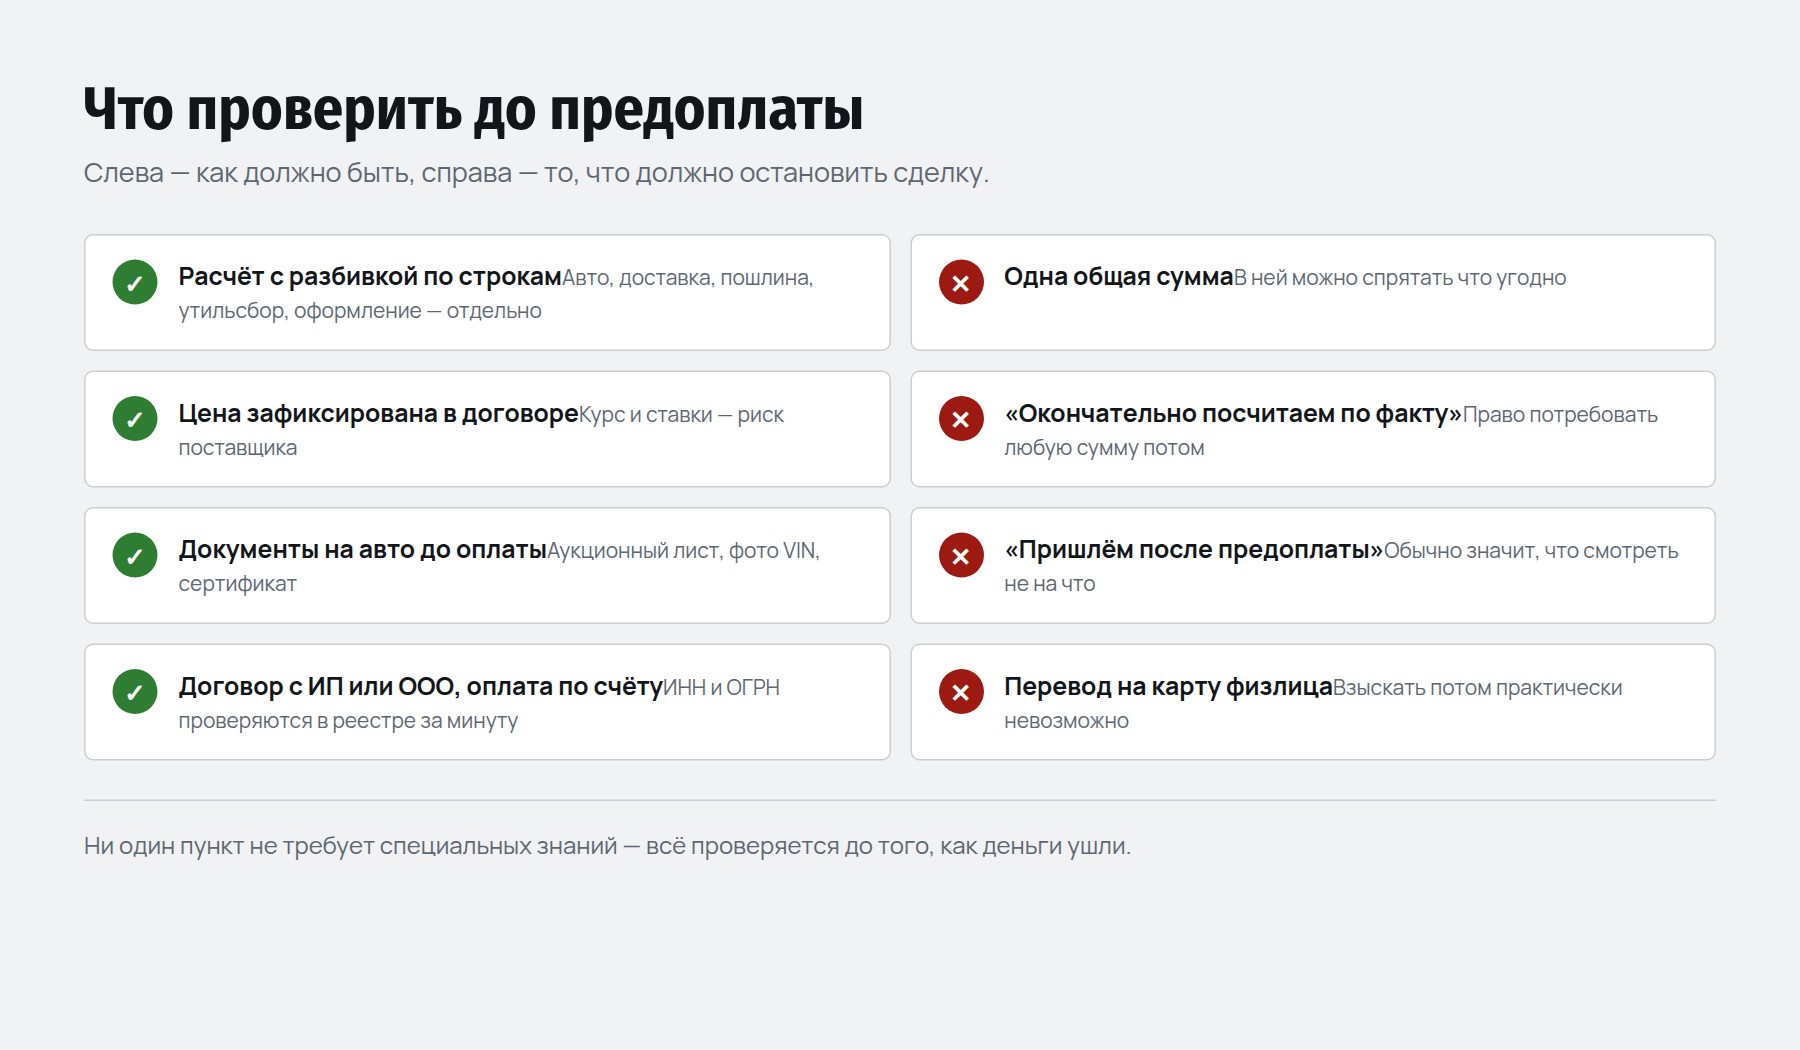 Что проверить до предоплаты
Слева — как должно быть, справа — то, что должно остановить сделку.
✓ Расчёт с разбивкой по строкамАвто, доставка, пошлина,
утильсбор, оформление — отдельно
✕ Одна общая суммаВ ней можно спрятать что угодно
✓ Цена зафиксирована в договореКурс и ставки — риск
поставщика
✕ «Окончательно посчитаем по факту»Право потребовать
любую сумму потом
✓ Документы на авто до оплатыАукционный лист, фото VIN,
сертификат
✕ «Пришлём после предоплаты»Обычно значит, что смотреть
не на что
✓ Договор с ИП или ООО, оплата по счётуИНН и ОГРН
проверяются в реестре за минуту
✕ Перевод на карту физлицаВзыскать потом практически
невозможно
Ни один пункт не требует специальных знаний — всё проверяется до того, как деньги ушли.